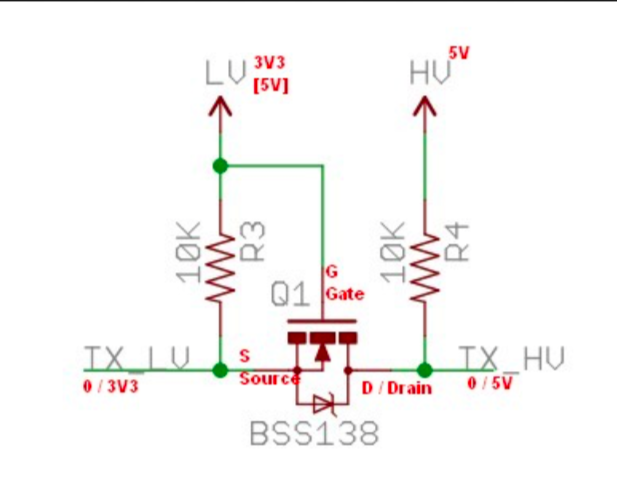 LV 3V3
[5V]
HV 5V
10K R3
10K R4
G
Gate
Q1
TX_LV
0 / 3V3
S
Source
D / Drain
TX_HV
0 / 5V
BSS138